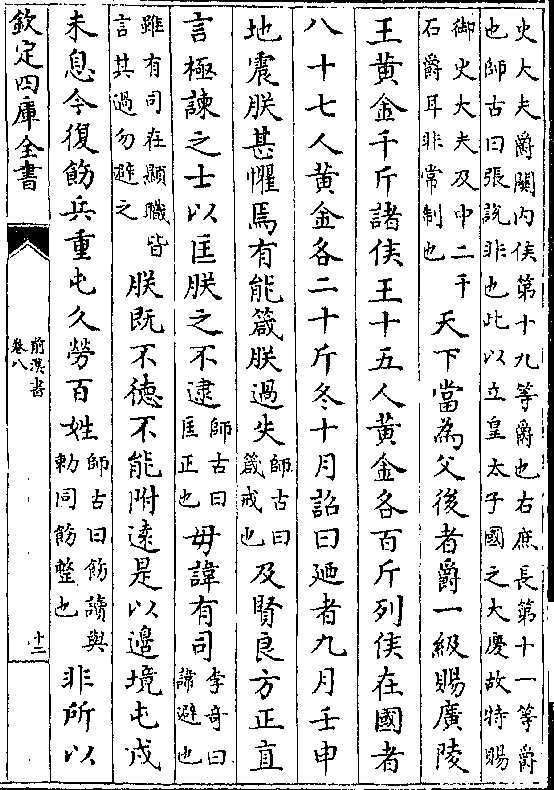 史大夫爵關内侯第十九等爵也右庶長第十一等爵
也師古曰張說非也此以立皇太子國之大慶故特賜
御史大夫及中二千
石爵耳非常制也
天下當為父後者爵一級賜廣陵
王黄金千斤諸侯王十五人黄金各百斤列侯在國者
八十七人黄金各二十斤冬十月詔曰廼者九月壬申
地震朕甚懼焉有能箴朕過失
師古曰
箴戒也
及賢良方正直
言極諫之士以匡朕之不逮
師古曰
匡正也
毋諱有司
李奇曰
諱避也
雖有司在顯職皆
言其過勿避之
朕既不德不能附逺是以邉境屯戍
未息今復飭兵重屯久勞百姓
師古曰飭讀與
勅同飭整也
非所以
欽定四庫全書
前漢書
卷八
十二